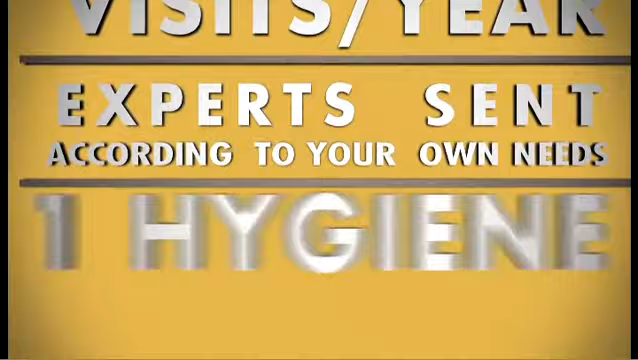 VISITS/YEAR
EXPERTS SENT
ACCORDING TO YOUR OWN NEEDS
1 HYGIENE